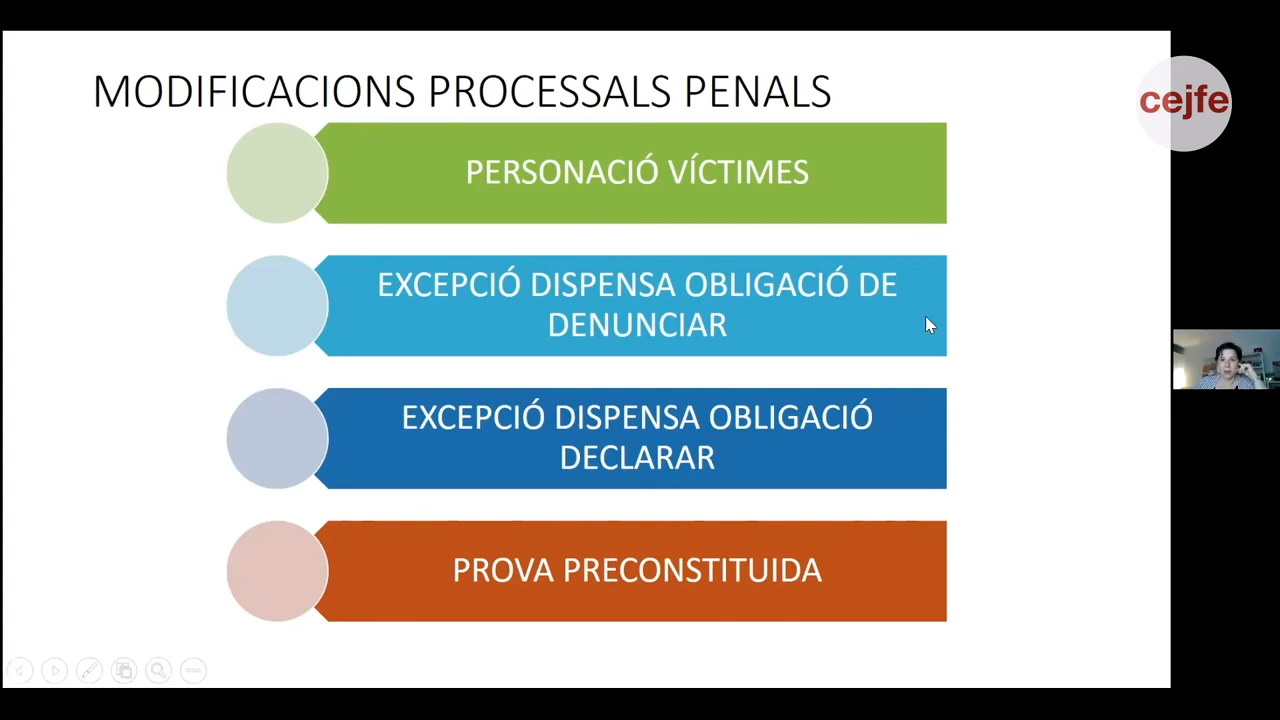 MODIFICACIONS PROCESSALS PENALS
cejfe
PERSONACIÓ VÍCTIMES
EXCEPCIÓ DISPENSA OBLIGACIÓ DE
DENUNCIAR
EXCEPCIÓ DISPENSA OBLIGACIÓ
DECLARAR
PROVA PRECONSTITUIDA